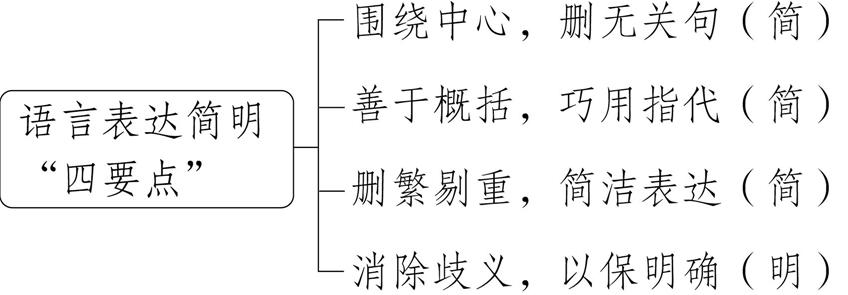 语言表达简明
“四要点”
围绕中心，删无关句（简）
善于概括，巧用指代（简）
删繁剔重，简洁表达（简）
消除歧义，以保明确（明）